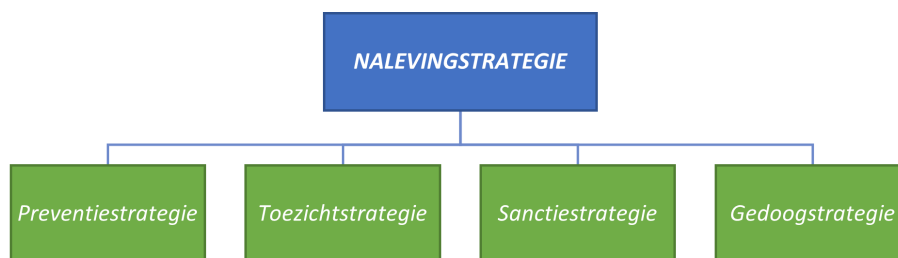 NALEVINGSTRATEGIE
Preventiestrategie
Toezichtstrategie
Sanctiestrategie
Gedoogstrategie